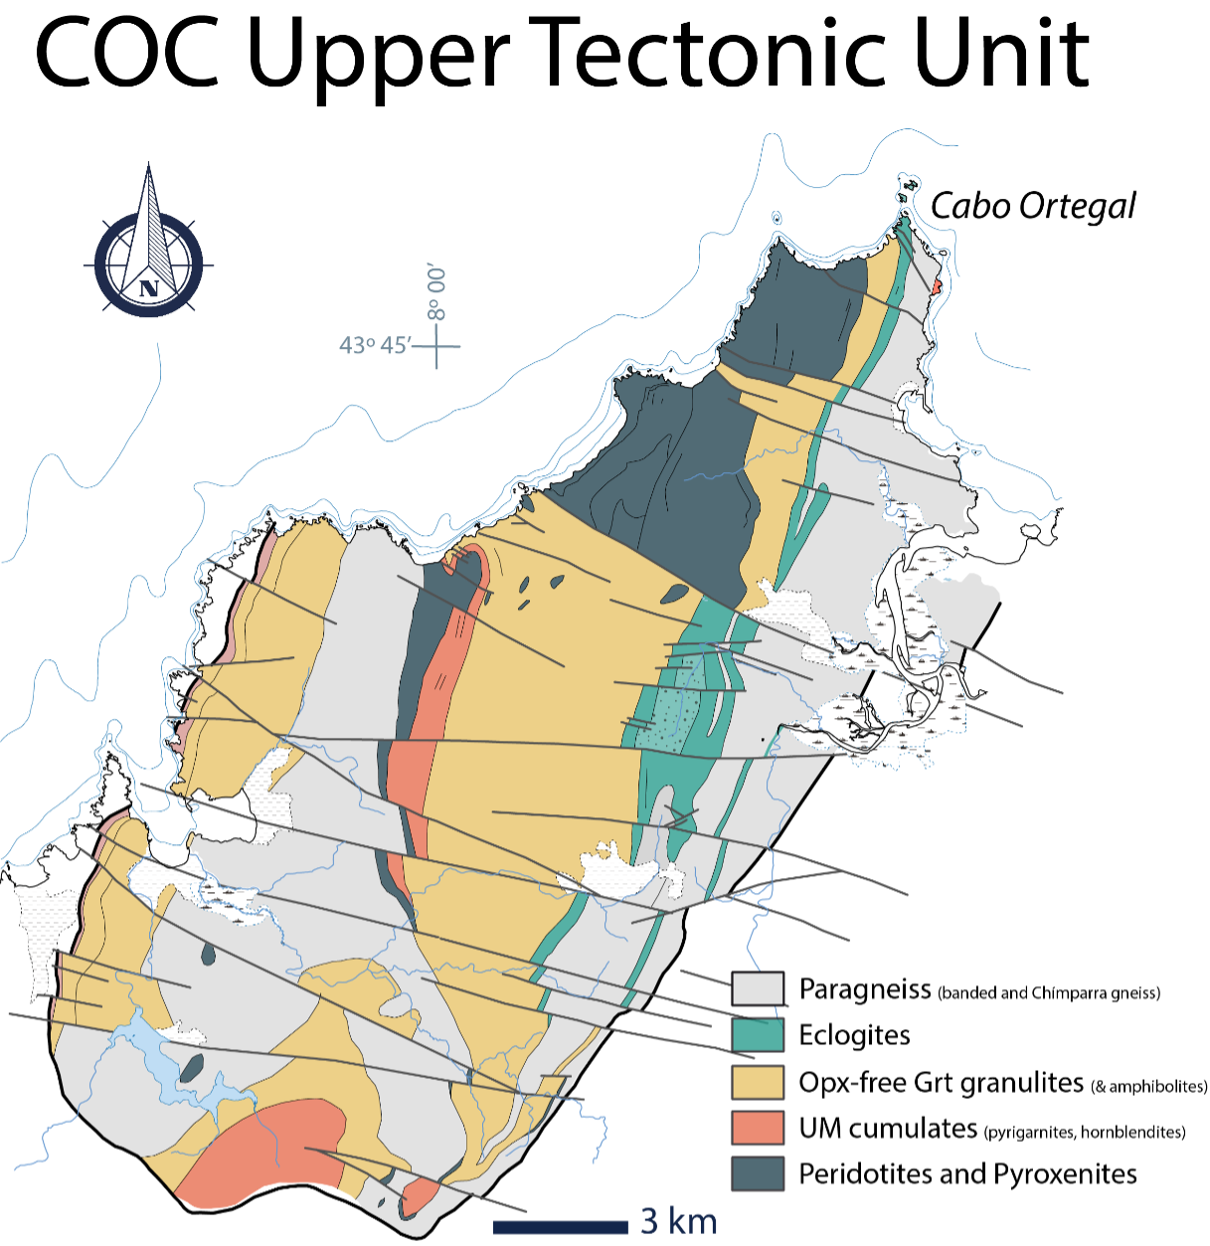 COC Upper Tectonic Unit
Cabo Ortegal
N
8º 00'
43º 45'
Paragneiss (banded and Chímparra gneiss)
Eclogites
Opx-free Grt granulites (& amphibolites)
UM cumulates (pyrigarnites, hornblendites)
Peridotites and Pyroxenites
3 km